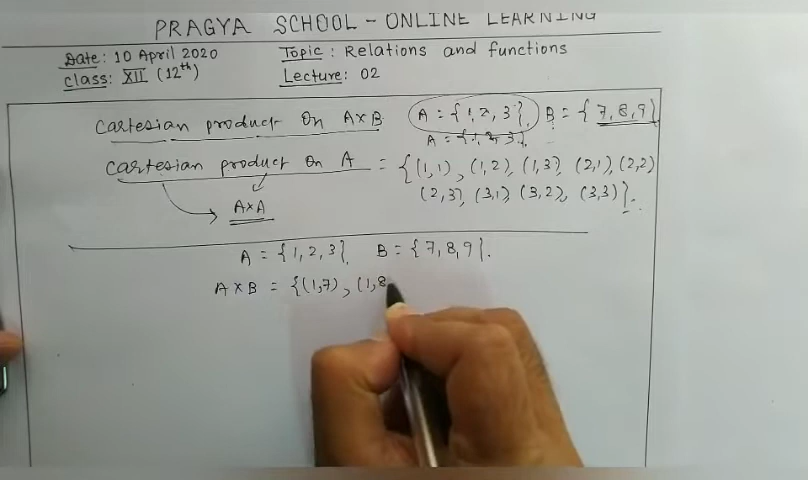 PRAGYA SCHOOL - ONLINE LEARNING
Date: 10 April 2020 Topic: Relations and functions
Class: XII (12th) Lecture: 02
Cartesian product on A×B A = {1,2,3}, B = {7,8,9}
A = {1,2,3}.
Cartesian product on A = {(1,1), (1,2), (1,3), (2,1), (2,2)
(2,3), (3,1), (3,2), (3,3)}.
A×A
A = {1,2,3}, B = {7,8,9}.
A×B = {(1,7), (1,8